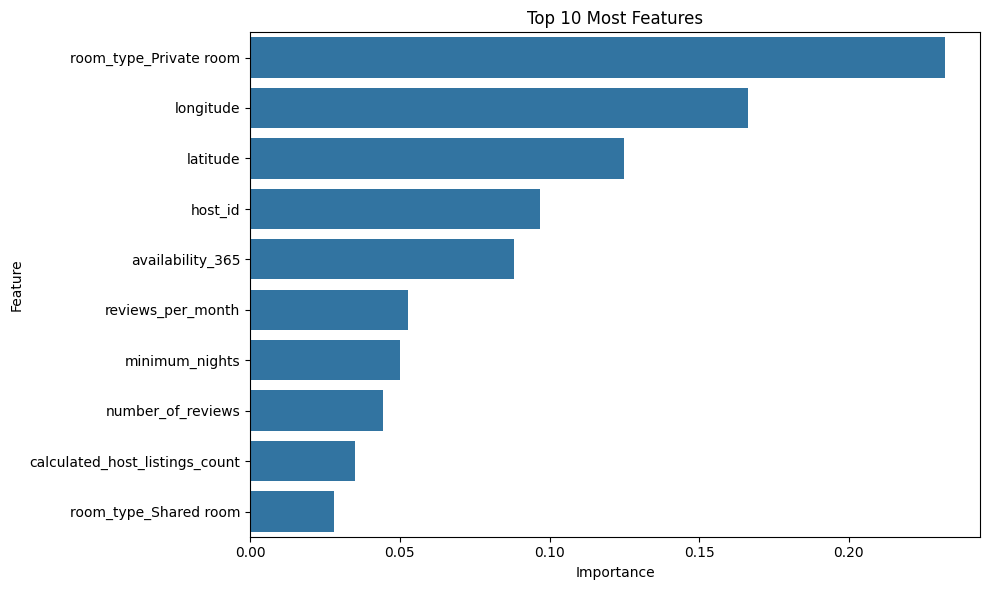 Top 10 Most Features
room_type_Private room
longitude
latitude
host_id
availability_365
reviews_per_month
minimum_nights
number_of_reviews
calculated_host_listings_count
room_type_Shared room
Feature
0.00 0.05 0.10 0.15 0.20
Importance